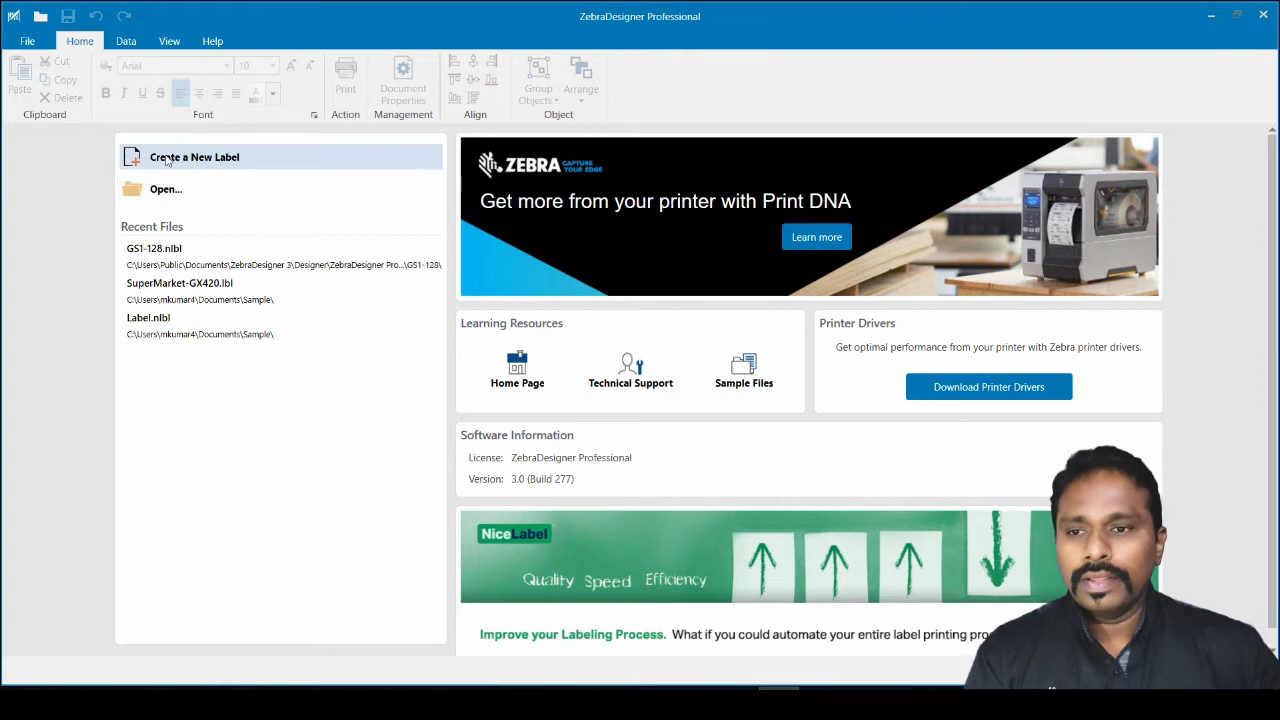 ZebraDesigner Professional
File Home Data View Help
Paste
Cut
Copy
Delete
Clipboard
Arial 10
B I U S A
Font
Print
Action
Document
Properties
Management
Align
Group
Objects
Arrange
Object
Create a New Label
Open...
Recent Files
GS1-128.nlbl
C:\Users\Public\Documents\ZebraDesigner 3\Designer\ZebraDesigner Pro...\GS1-128\
SuperMarket-GX420.lbl
C:\Users\mkumar4\Documents\Sample\
Label.nlbl
C:\Users\mkumar4\Documents\Sample\
ZEBRA CAPTURE
YOUR EDGE
Get more from your printer with Print DNA
Learn more
Learning Resources
Home Page
Technical Support
Sample Files
Printer Drivers
Get optimal performance from your printer with Zebra printer drivers.
Download Printer Drivers
Software Information
License: ZebraDesigner Professional
Version: 3.0 (Build 277)
NiceLabel
Quality Speed Efficiency
Improve your Labeling Process. What if you could automate your entire label printing